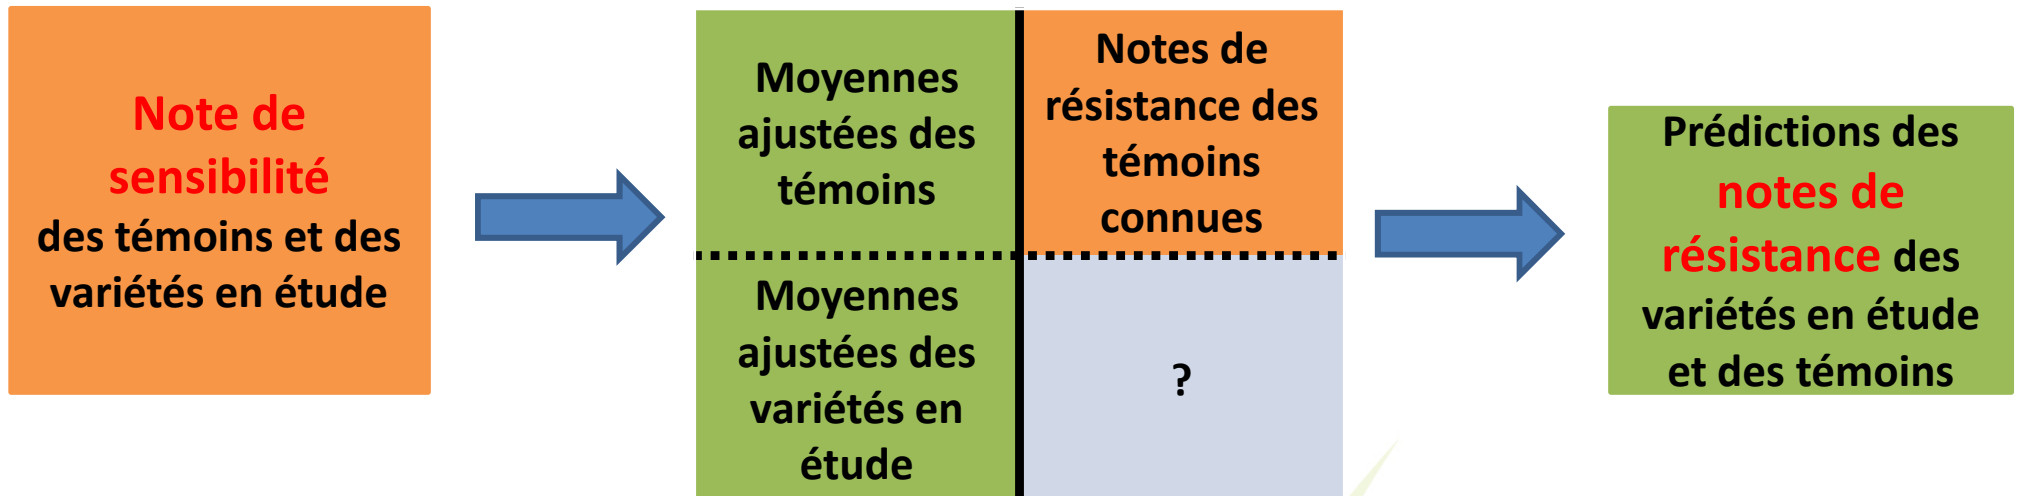 Note de
sensibilité
des témoins et des
variétés en étude
Moyennes
ajustées des
témoins
Notes de
résistance des
témoins
connues
Moyennes
ajustées des
variétés en
étude
?
Prédictions des
notes de
résistance des
variétés en étude
et des témoins